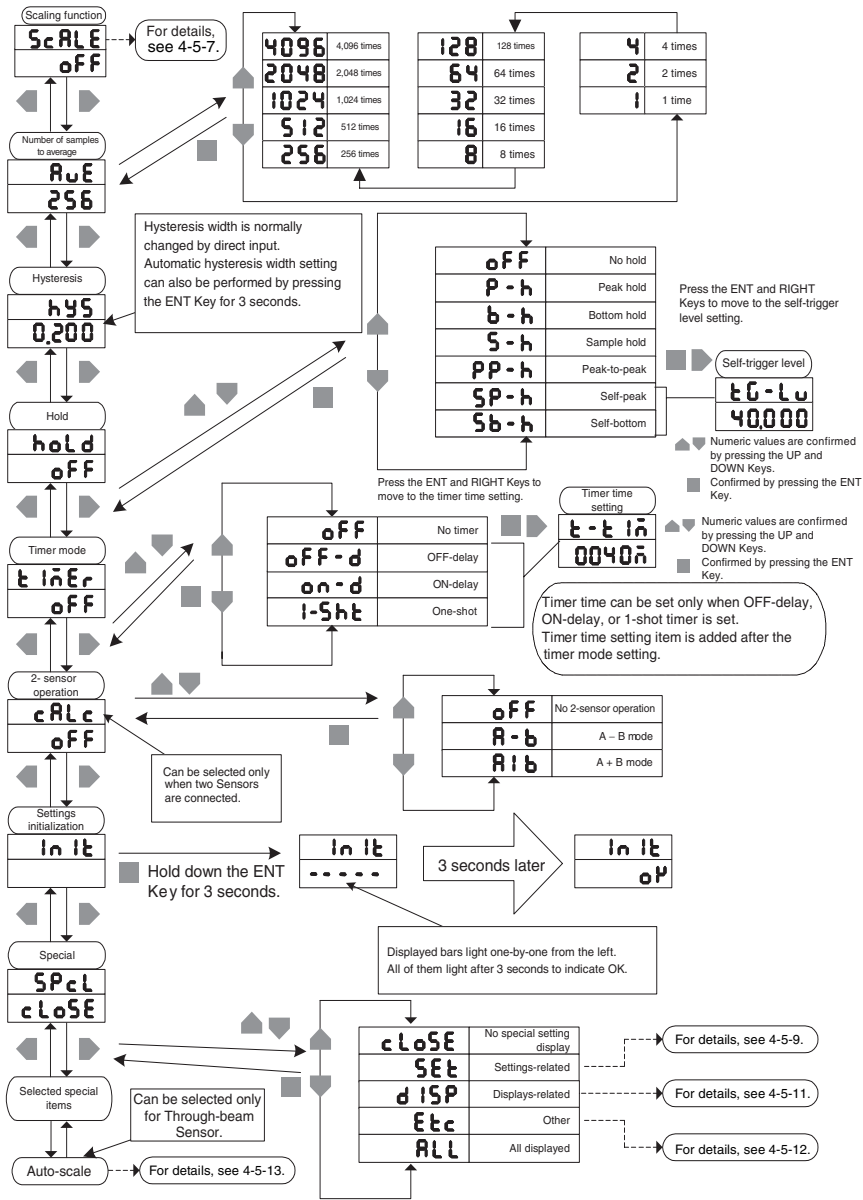 Scaling function
ScALE
oFF
For details,
see 4-5-7.
4096 4,096 times
2048 2,048 times
1024 1,024 times
512 512 times
256 256 times
128 128 times
64 64 times
32 32 times
16 16 times
8 8 times
4 4 times
2 2 times
1 1 time
Number of samples
to average
AvE
256
Hysteresis width is normally
changed by direct input.
Automatic hysteresis width setting
can also be performed by pressing
the ENT Key for 3 seconds.
Hysteresis
hYS
0.200
oFF No hold
P-h Peak hold
b-h Bottom hold
S-h Sample hold
PP-h Peak-to-peak
SP-h Self-peak
Sb-h Self-bottom
Press the ENT and RIGHT
Keys to move to the self-trigger
level setting.
Self-trigger level
tG-Lv
40.000
Numeric values are confirmed
by pressing the UP and
DOWN Keys.
Confirmed by pressing the ENT
Key.
Hold
hoLd
oFF
Press the ENT and RIGHT Keys to
move to the timer time setting.
Timer mode
tImEr
oFF
oFF No timer
oFF-d OFF-delay
on-d ON-delay
1-Sht One-shot
Timer time
setting
t-tIm
0040m
Numeric values are confirmed
by pressing the UP and
DOWN Keys.
Confirmed by pressing the ENT
Key.
Timer time can be set only when OFF-delay,
ON-delay, or 1-shot timer is set.
Timer time setting item is added after the
timer mode setting.
2- sensor
operation
cALc
oFF
oFF No 2-sensor operation
A-b A – B mode
A1b A + B mode
Can be selected only
when two Sensors
are connected.
Settings
initialization
InIt
Hold down the ENT
Key for 3 seconds.
InIt
-----
3 seconds later
InIt
oK
Displayed bars light one-by-one from the left.
All of them light after 3 seconds to indicate OK.
Special
SPcL
cLoSE
cLoSE No special setting
display
SEt Settings-related
dISP Displays-related
Etc Other
ALL All displayed
For details, see 4-5-9.
For details, see 4-5-11.
For details, see 4-5-12.
Selected special
items
Can be selected only
for Through-beam
Sensor.
Auto-scale
For details, see 4-5-13.